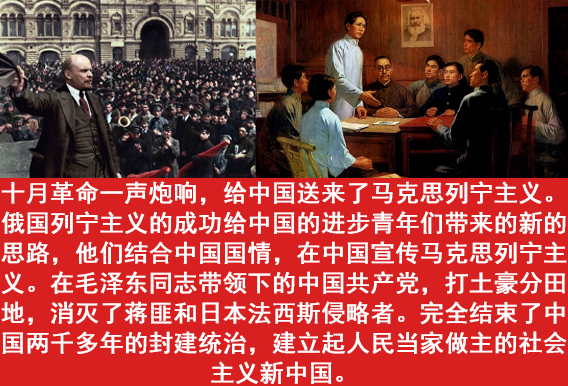 十月革命一声炮响，给中国送来了马克思列宁主义。
俄国列宁主义的成功给中国的进步青年们带来的新的
思路，他们结合中国国情，在中国宣传马克思列宁主
义。在毛泽东同志带领下的中国共产党，打土豪分田
地，消灭了蒋匪和日本法西斯侵略者。完全结束了中
国两千多年的封建统治，建立起人民当家做主的社会
主义新中国。